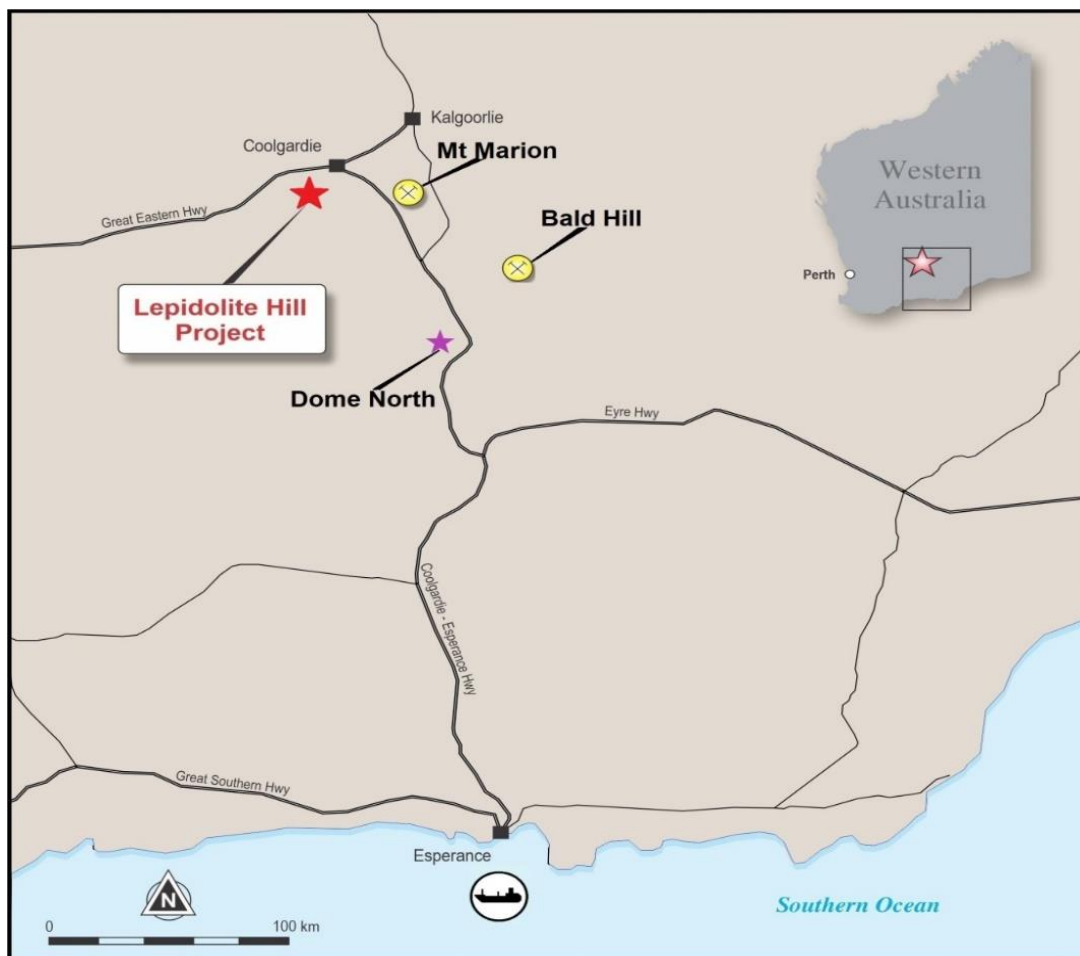 Kalgoorlie
Coolgardie
Mt Marion
Great Eastern Hwy
Bald Hill
Western
Australia
Perth
Lepidolite Hill
Project
Dome North
Eyre Hwy
Coolgardie - Esperance Hwy
Great Southern Hwy
Esperance
N
Southern Ocean
0
100 km